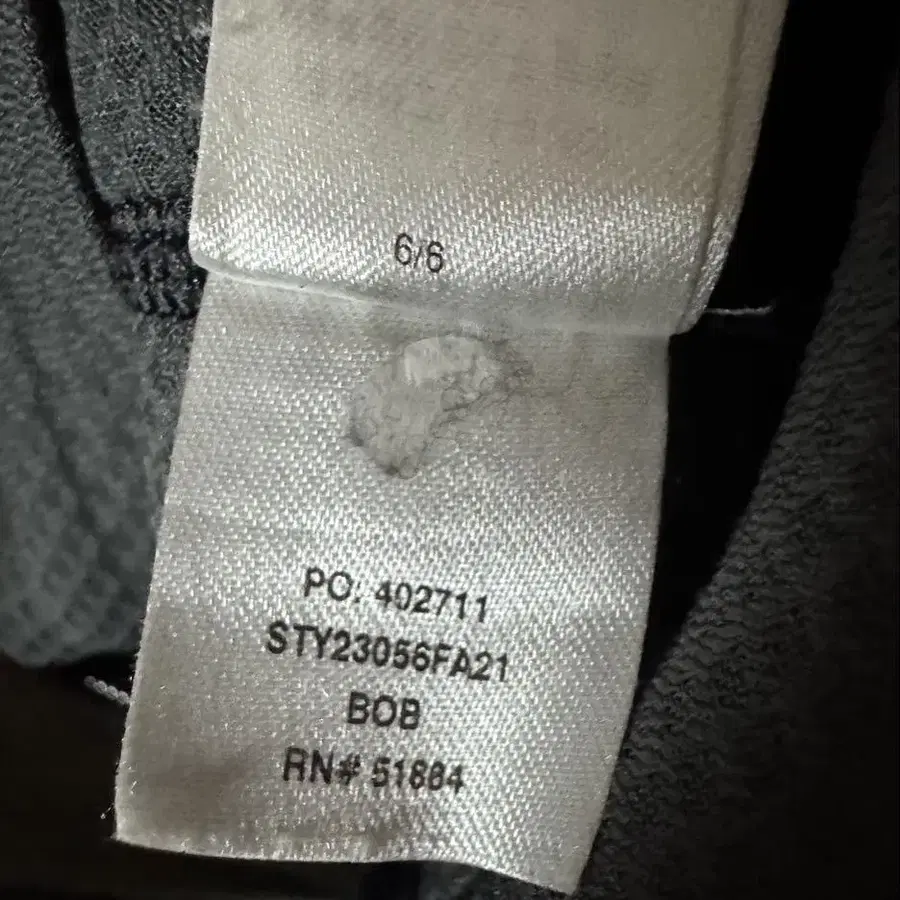 6/6
PO. 402711
STY23056FA21
BOB
RN# 51884